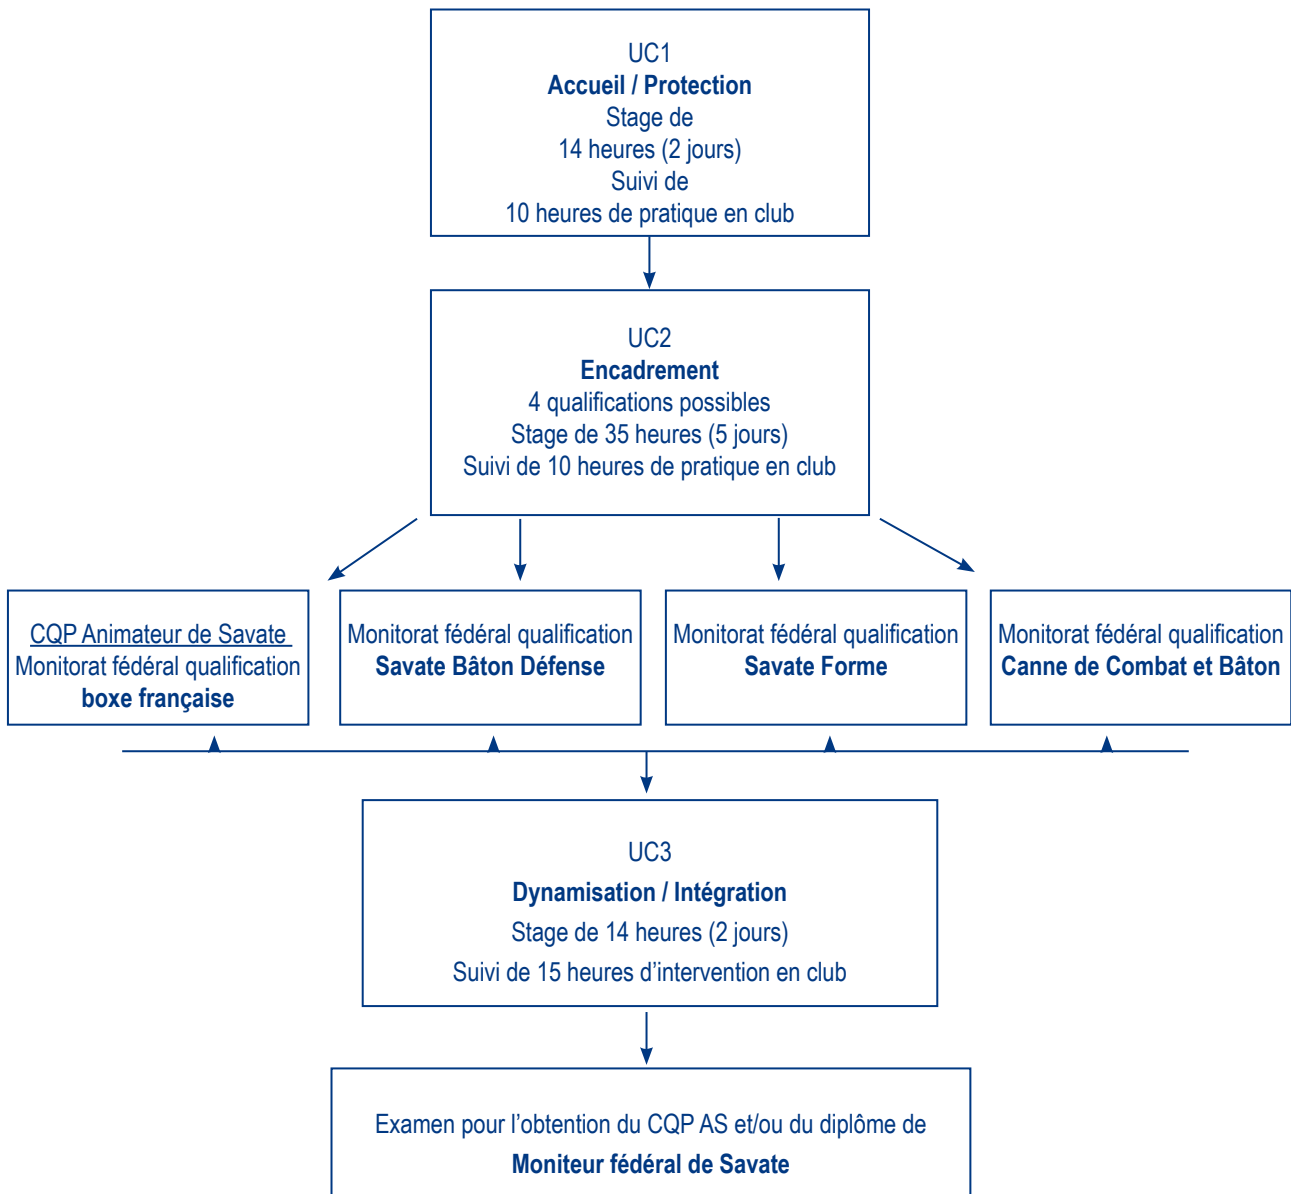 UC1
Accueil / Protection
Stage de
14 heures (2 jours)
Suivi de
10 heures de pratique en club
UC2
Encadrement
4 qualifications possibles
Stage de 35 heures (5 jours)
Suivi de 10 heures de pratique en club
CQP Animateur de Savate
Monitorat fédéral qualification
boxe française
Monitorat fédéral qualification
Savate Bâton Défense
Monitorat fédéral qualification
Savate Forme
Monitorat fédéral qualification
Canne de Combat et Bâton
UC3
Dynamisation / Intégration
Stage de 14 heures (2 jours)
Suivi de 15 heures d’intervention en club
Examen pour l’obtention du CQP AS et/ou du diplôme de
Moniteur fédéral de Savate